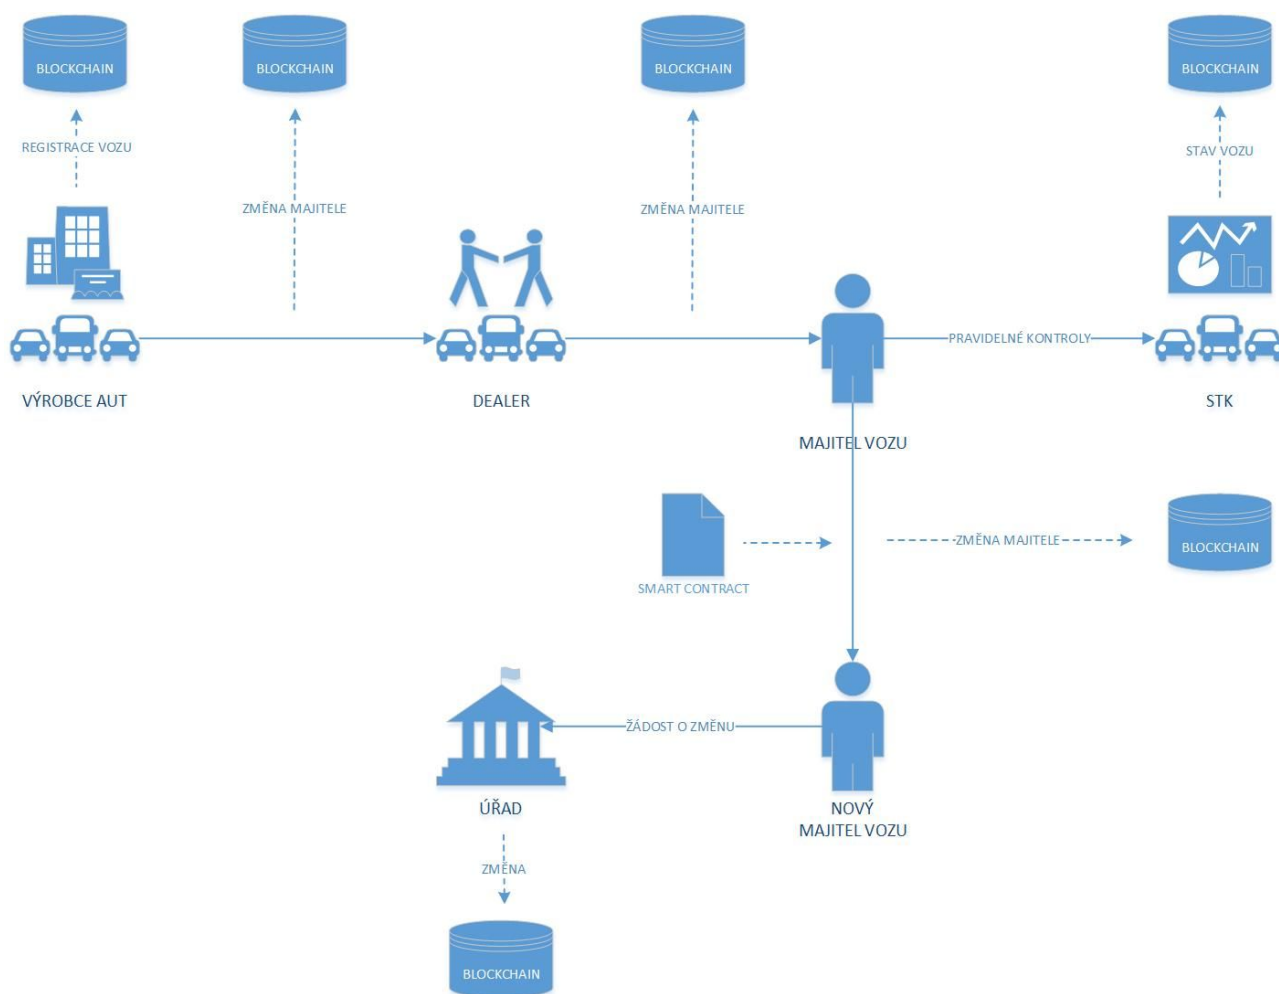 BLOCKCHAIN
BLOCKCHAIN
BLOCKCHAIN
BLOCKCHAIN
REGISTRACE VOZU
STAV VOZU
ZMĚNA MAJITELE
ZMĚNA MAJITELE
PRAVIDELNÉ KONTROLY
VÝROBCE AUT
DEALER
STK
MAJITEL VOZU
ZMĚNA MAJITELE
BLOCKCHAIN
SMART CONTRACT
ŽÁDOST O ZMĚNU
ÚŘAD
NOVÝ
MAJITEL VOZU
ZMĚNA
BLOCKCHAIN